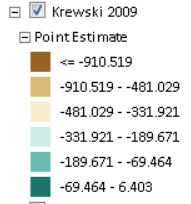 Krewski 2009
Point Estimate
<= -910.519
-910.519 - -481.029
-481.029 - -331.921
-331.921 - -189.671
-189.671 - -69.464
-69.464 - 6.403